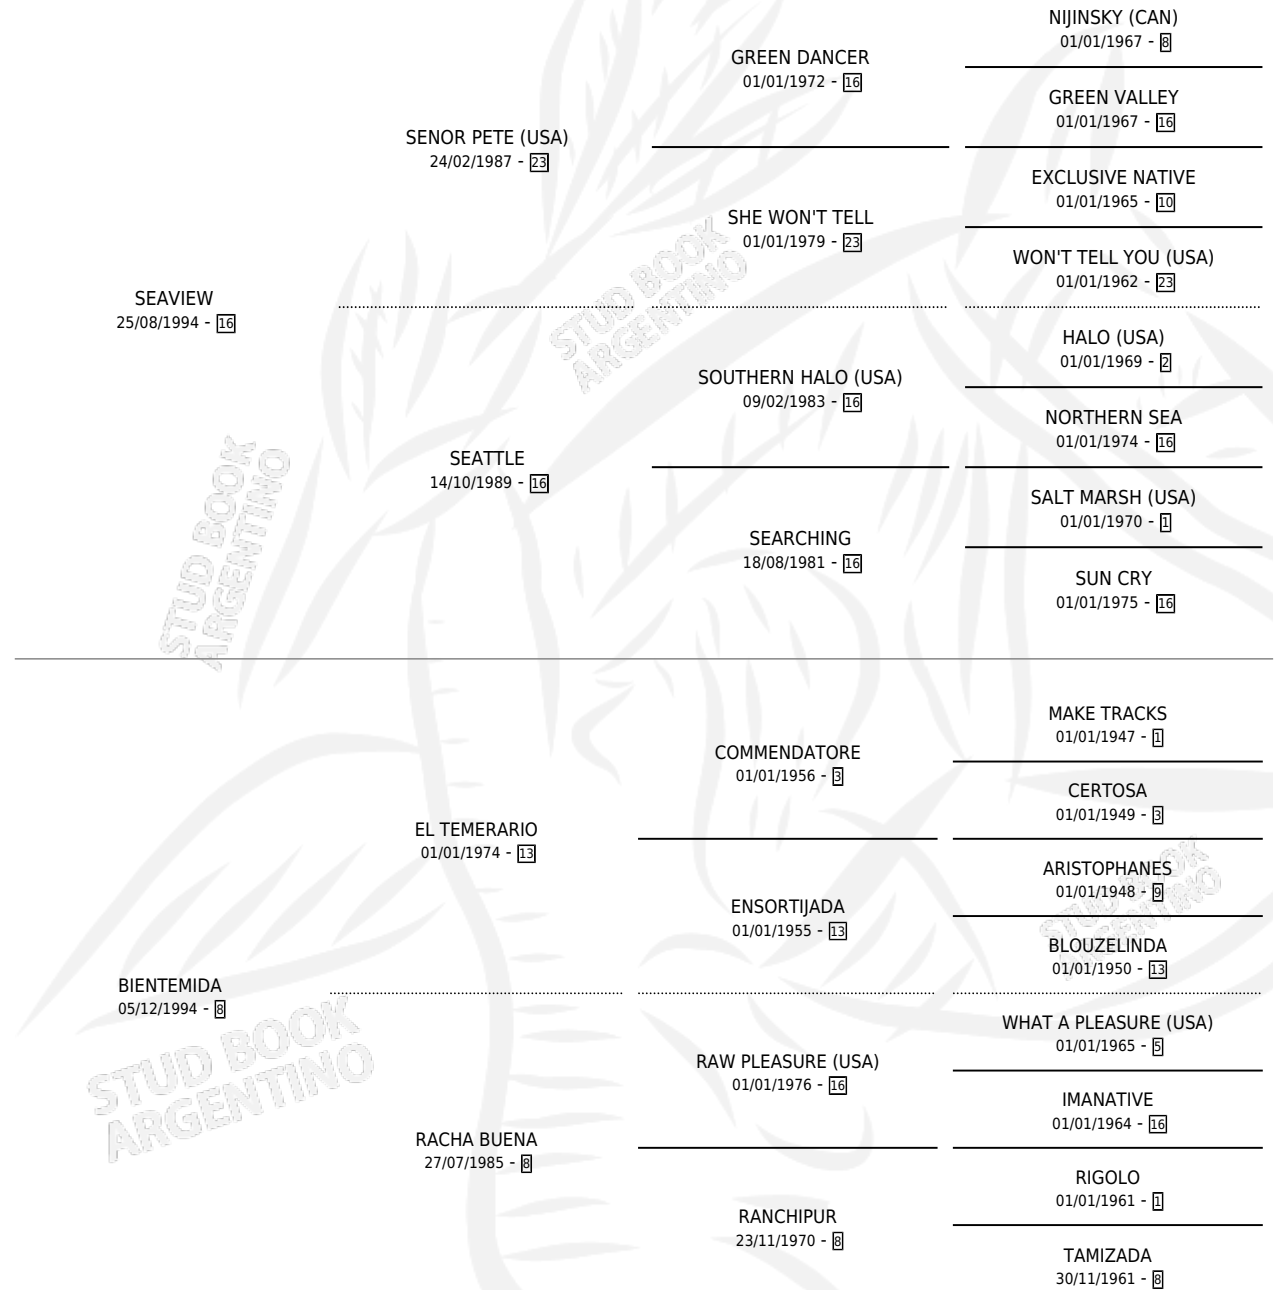 NIJINSKY (CAN)
01/01/1967 - 8
GREEN DANCER
01/01/1972 - 16
GREEN VALLEY
01/01/1967 - 16
SENOR PETE (USA)
24/02/1987 - 23
EXCLUSIVE NATIVE
01/01/1965 - 10
SHE WON'T TELL
01/01/1979 - 23
WON'T TELL YOU (USA)
01/01/1962 - 23
SEAVIEW
25/08/1994 - 16
HALO (USA)
01/01/1969 - 2
SOUTHERN HALO (USA)
09/02/1983 - 16
NORTHERN SEA
01/01/1974 - 16
SEATTLE
14/10/1989 - 16
SALT MARSH (USA)
01/01/1970 - 1
SEARCHING
18/08/1981 - 16
SUN CRY
01/01/1975 - 16
MAKE TRACKS
01/01/1947 - 1
COMMENDATORE
01/01/1956 - 3
CERTOSA
01/01/1949 - 3
EL TEMERARIO
01/01/1974 - 13
ARISTOPHANES
01/01/1948 - 9
ENSORTIJADA
01/01/1955 - 13
BLOUZELINDA
01/01/1950 - 13
BIENTEMIDA
05/12/1994 - 8
WHAT A PLEASURE (USA)
01/01/1965 - 5
RAW PLEASURE (USA)
01/01/1976 - 16
IMANATIVE
01/01/1964 - 16
RACHA BUENA
27/07/1985 - 8
RIGOLO
01/01/1961 - 1
RANCHIPUR
23/11/1970 - 8
TAMIZADA
30/11/1961 - 8
STUD BOOK
ARGENTINO
STUD BOOK
ARGENTINO
STUD BOOK
ARGENTINO
STUD BOOK
ARGENTINO